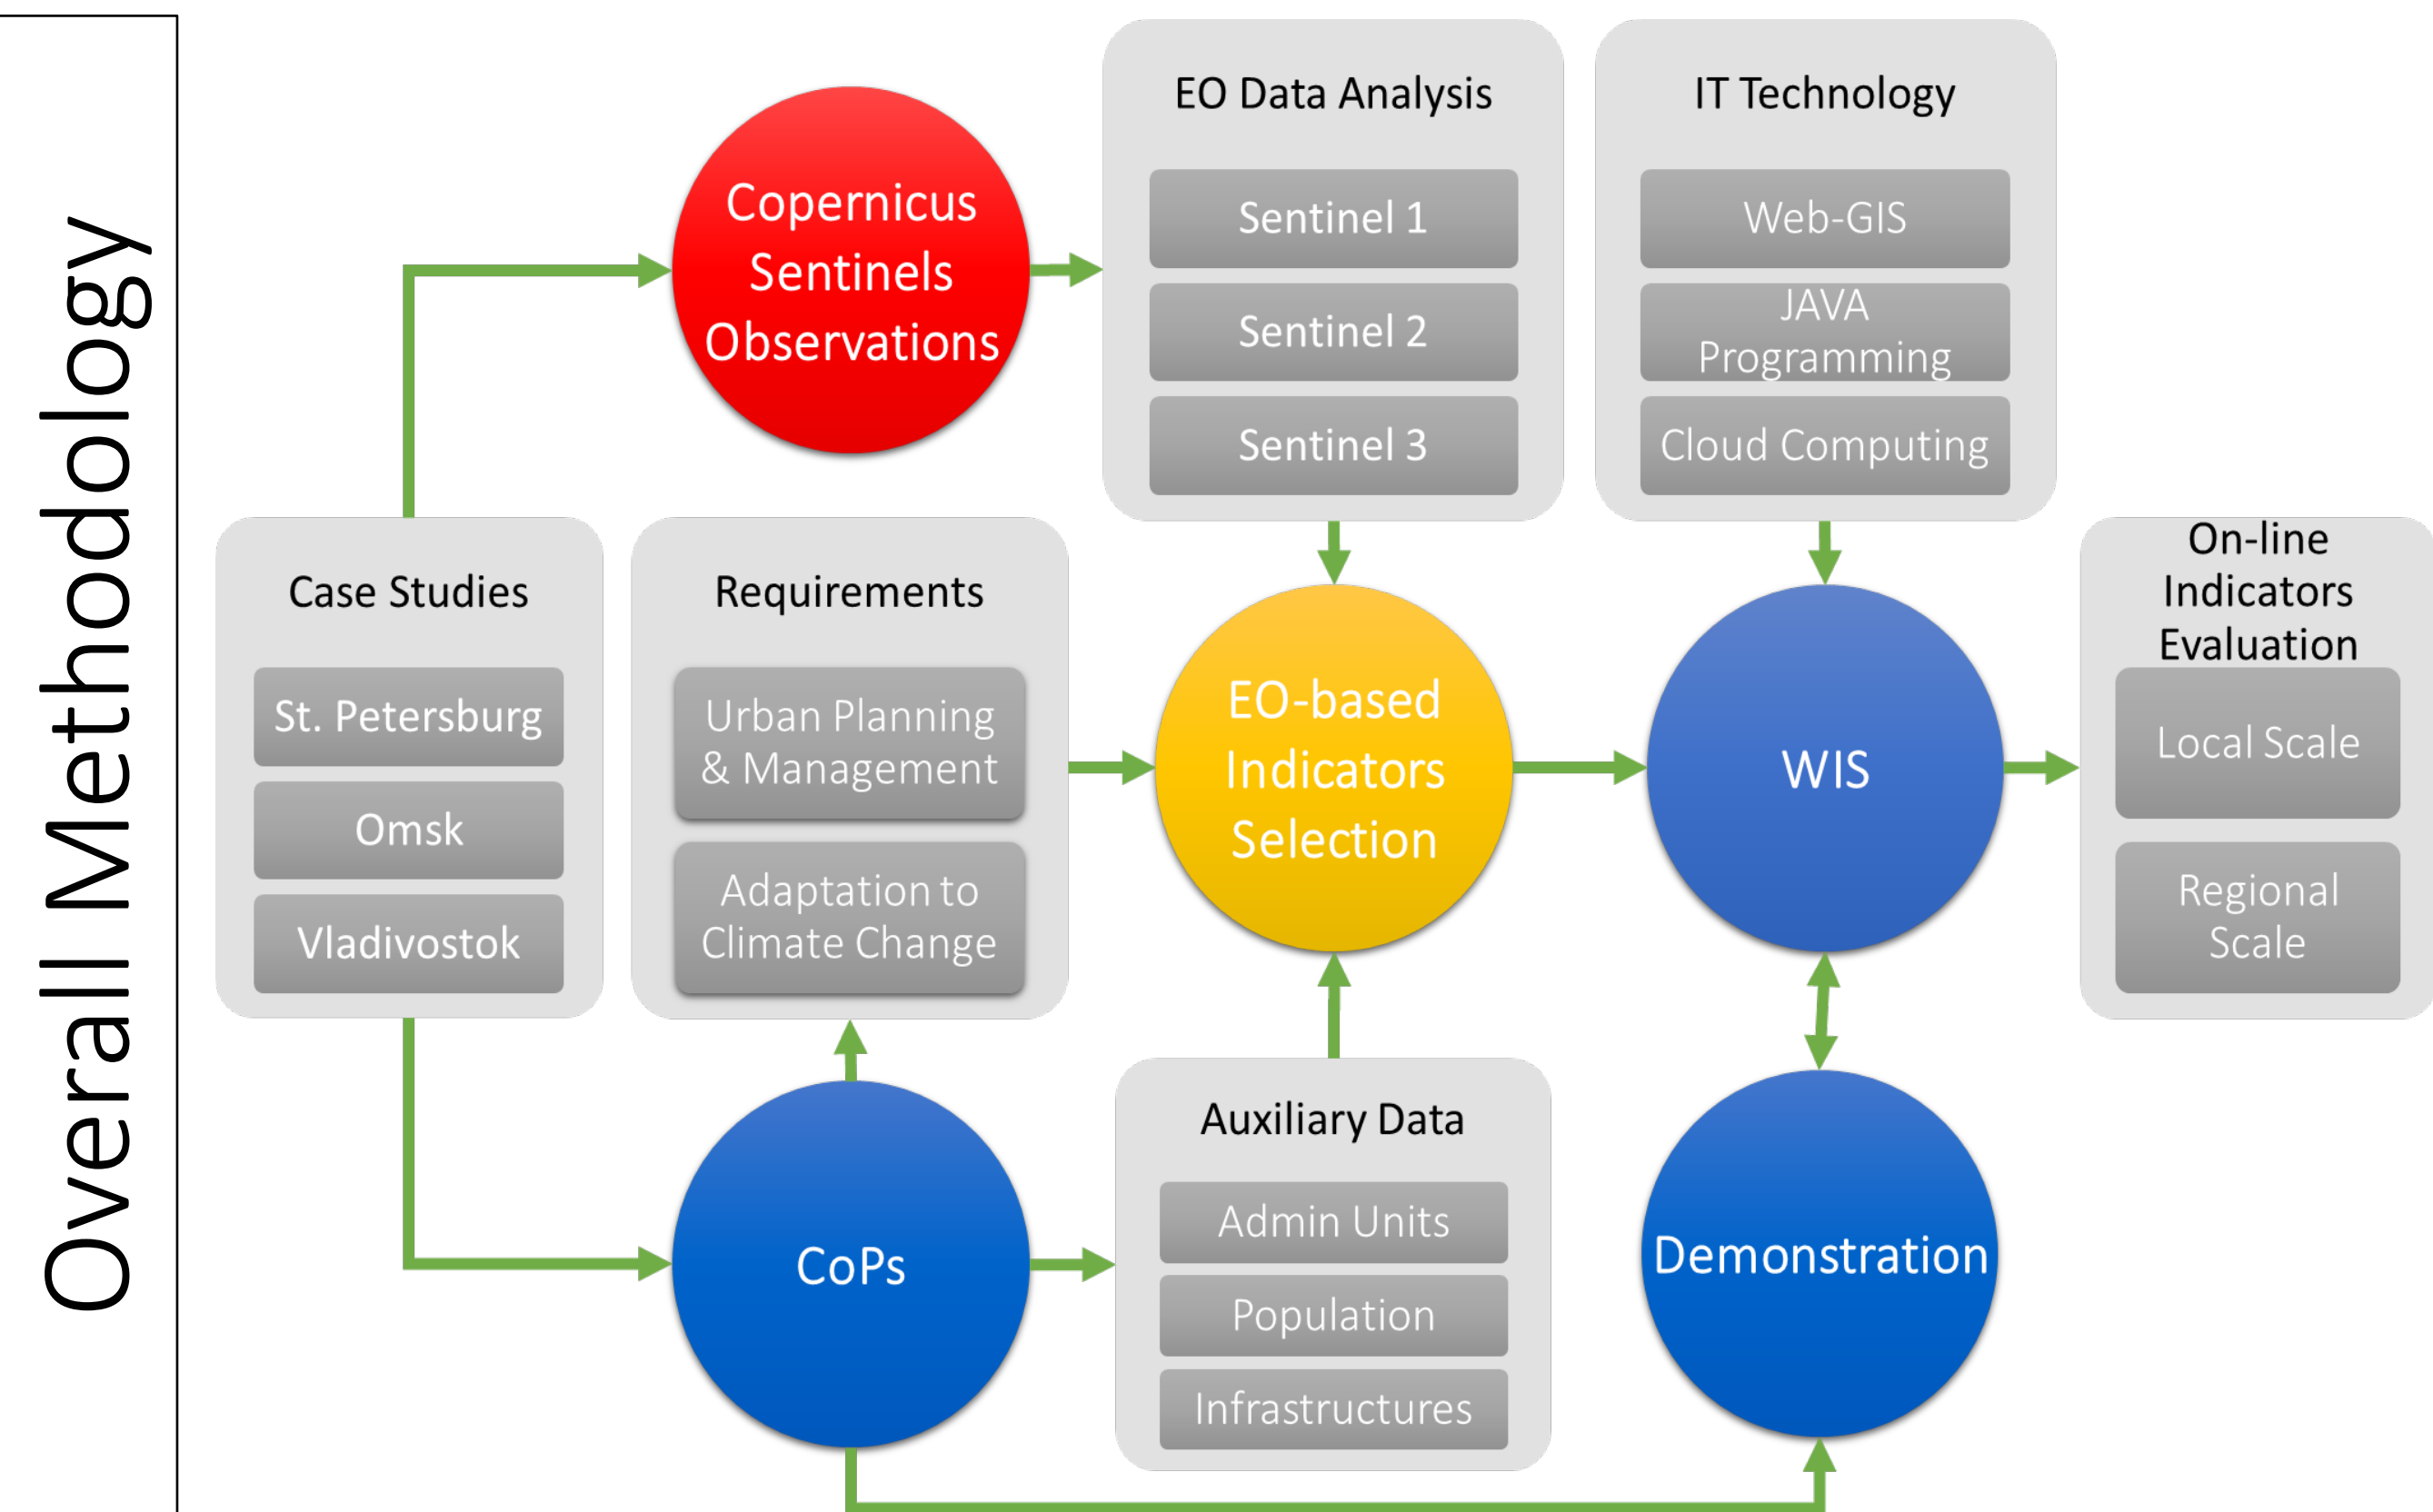 Overall Methodology
Copernicus
Sentinels
Observations
EO Data Analysis
Sentinel 1
Sentinel 2
Sentinel 3
IT Technology
Web-GIS
JAVA
Programming
Cloud Computing
Case Studies
St. Petersburg
Omsk
Vladivostok
Requirements
Urban Planning
& Management
Adaptation to
Climate Change
EO-based
Indicators
Selection
WIS
On-line
Indicators
Evaluation
Local Scale
Regional
Scale
CoPs
Auxiliary Data
Admin Units
Population
Infrastructures
Demonstration